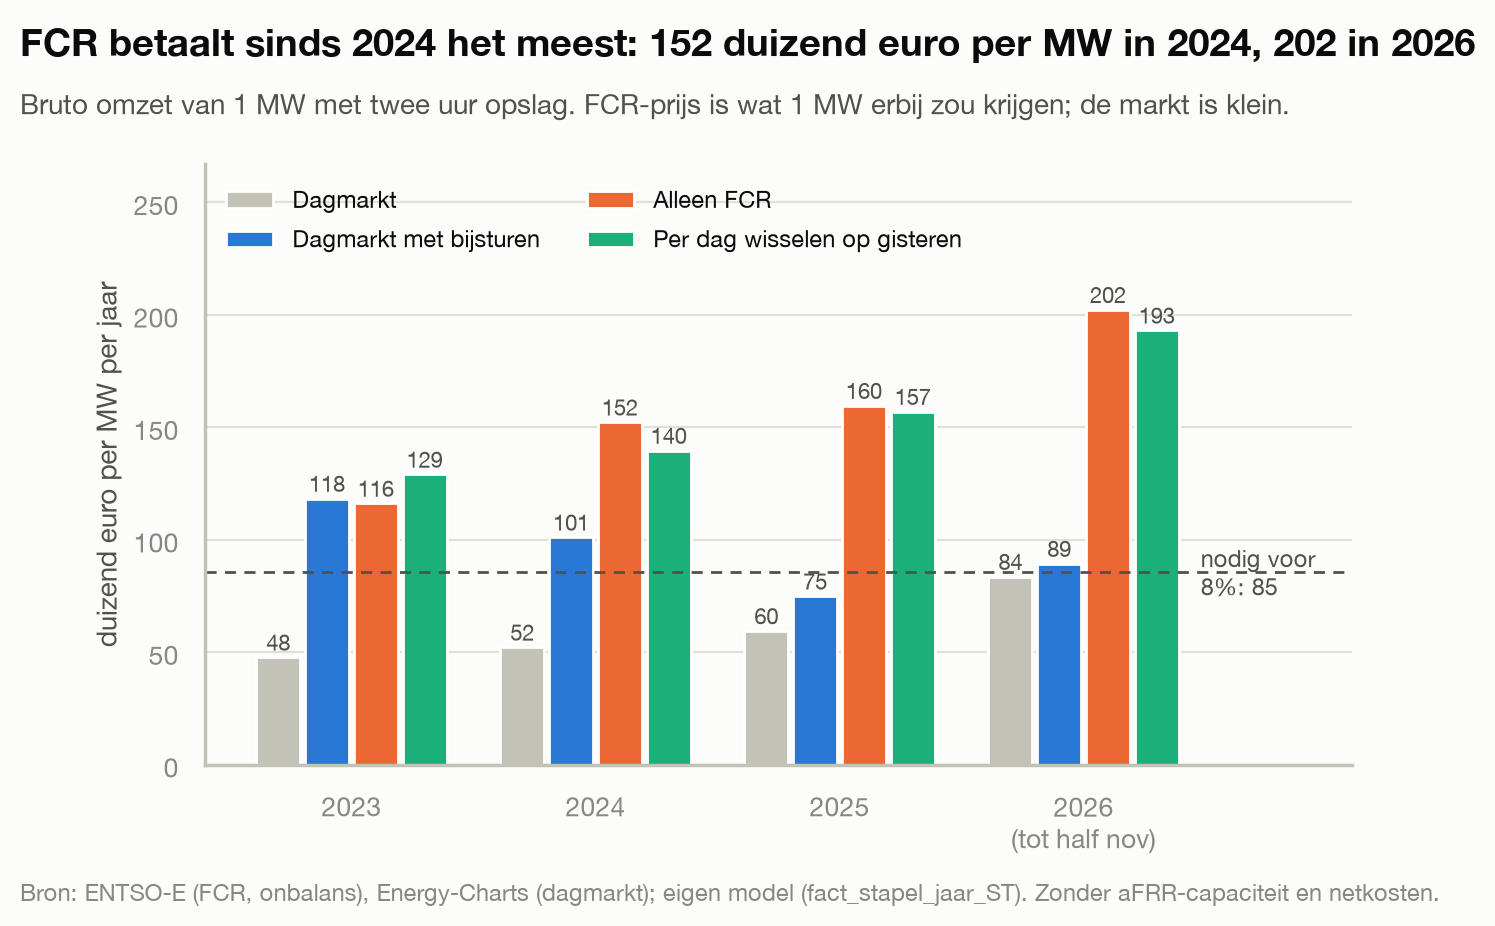 FCR betaalt sinds 2024 het meest: 152 duizend euro per MW in 2024, 202 in 2026
Bruto omzet van 1 MW met twee uur opslag. FCR-prijs is wat 1 MW erbij zou krijgen; de markt is klein.
duizend euro per MW per jaar
250
200
150
100
50
0
Dagmarkt
Dagmarkt met bijsturen
Alleen FCR
Per dag wisselen op gisteren
48
118
116
129
52
101
152
140
60
75
160
157
84
89
202
193
nodig voor
8%: 85
2023
2024
2025
2026
(tot half nov)
Bron: ENTSO-E (FCR, onbalans), Energy-Charts (dagmarkt); eigen model (fact_stapel_jaar_ST). Zonder aFRR-capaciteit en netkosten.